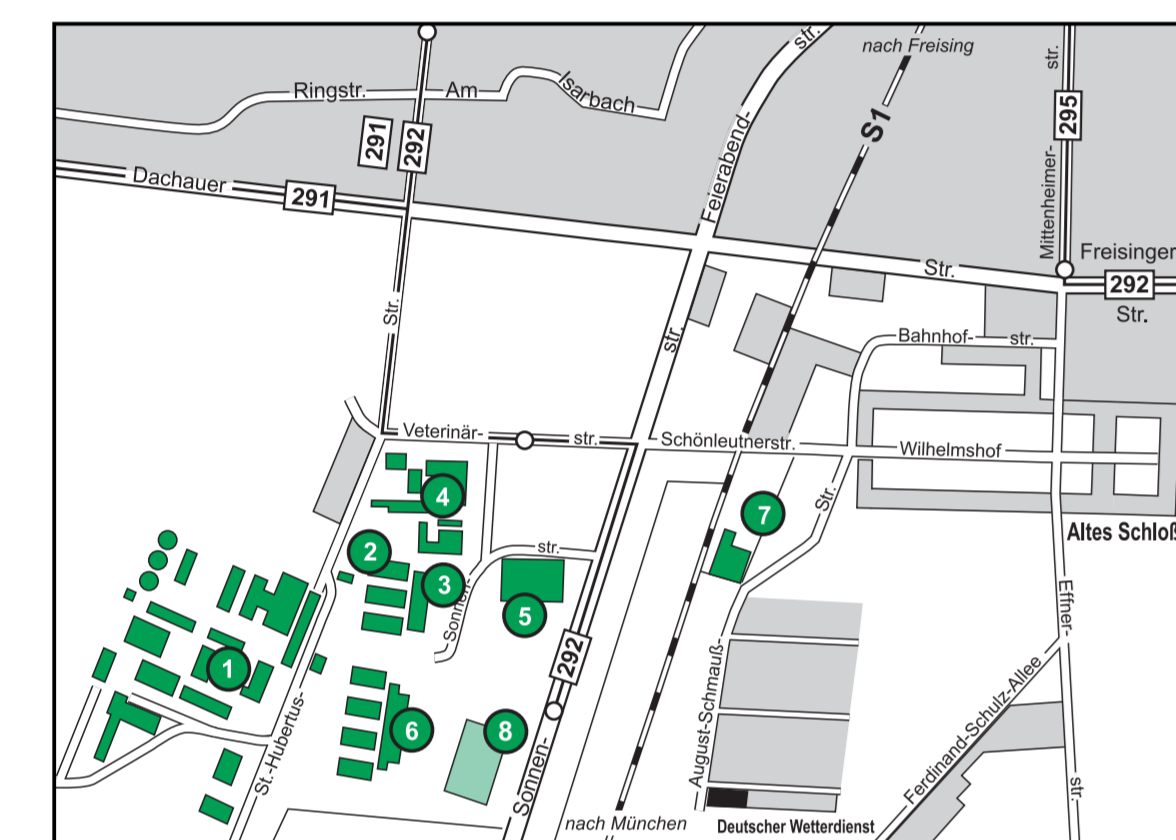 nach Freising
str.
str.
Ringstr.
Am
Isarbach
291
292
S1
295
Feierabend-
Mittenheimer-
Dachauer
291
Freisinger
Str.
292
Str.
Str.
str.
Bahnhof-
str.
Veterinär-
str.
Schönleutnerstr.
Wilhelmshof
4
Str.
7
Altes Schloß
2
str.
3
Sonnen-
5
Effner-
1
292
August-Schmauß-
Ferdinand-Schulz-Allee
6
8
St.-Hubertus-
Sonnen-
str.
nach München
Deutscher Wetterdienst